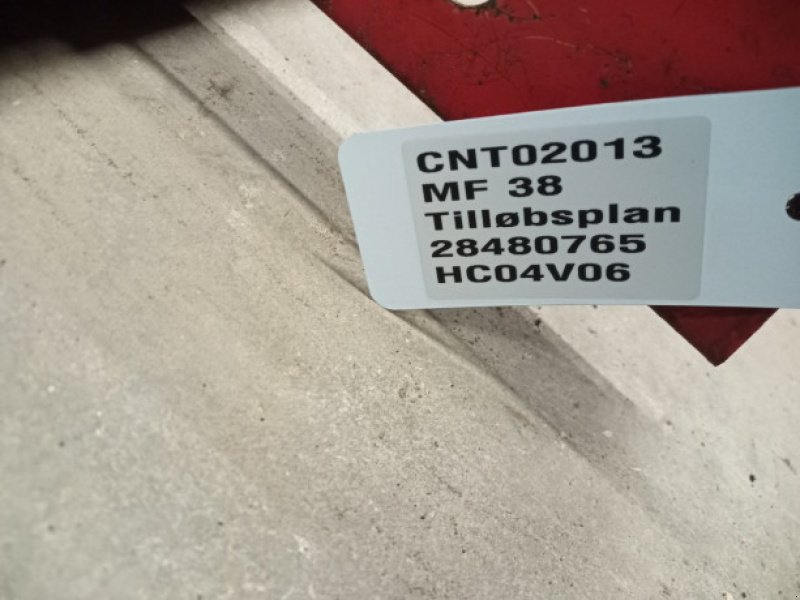 CNT02013
MF 38
Tilløbsplan
28480765
HC04V06